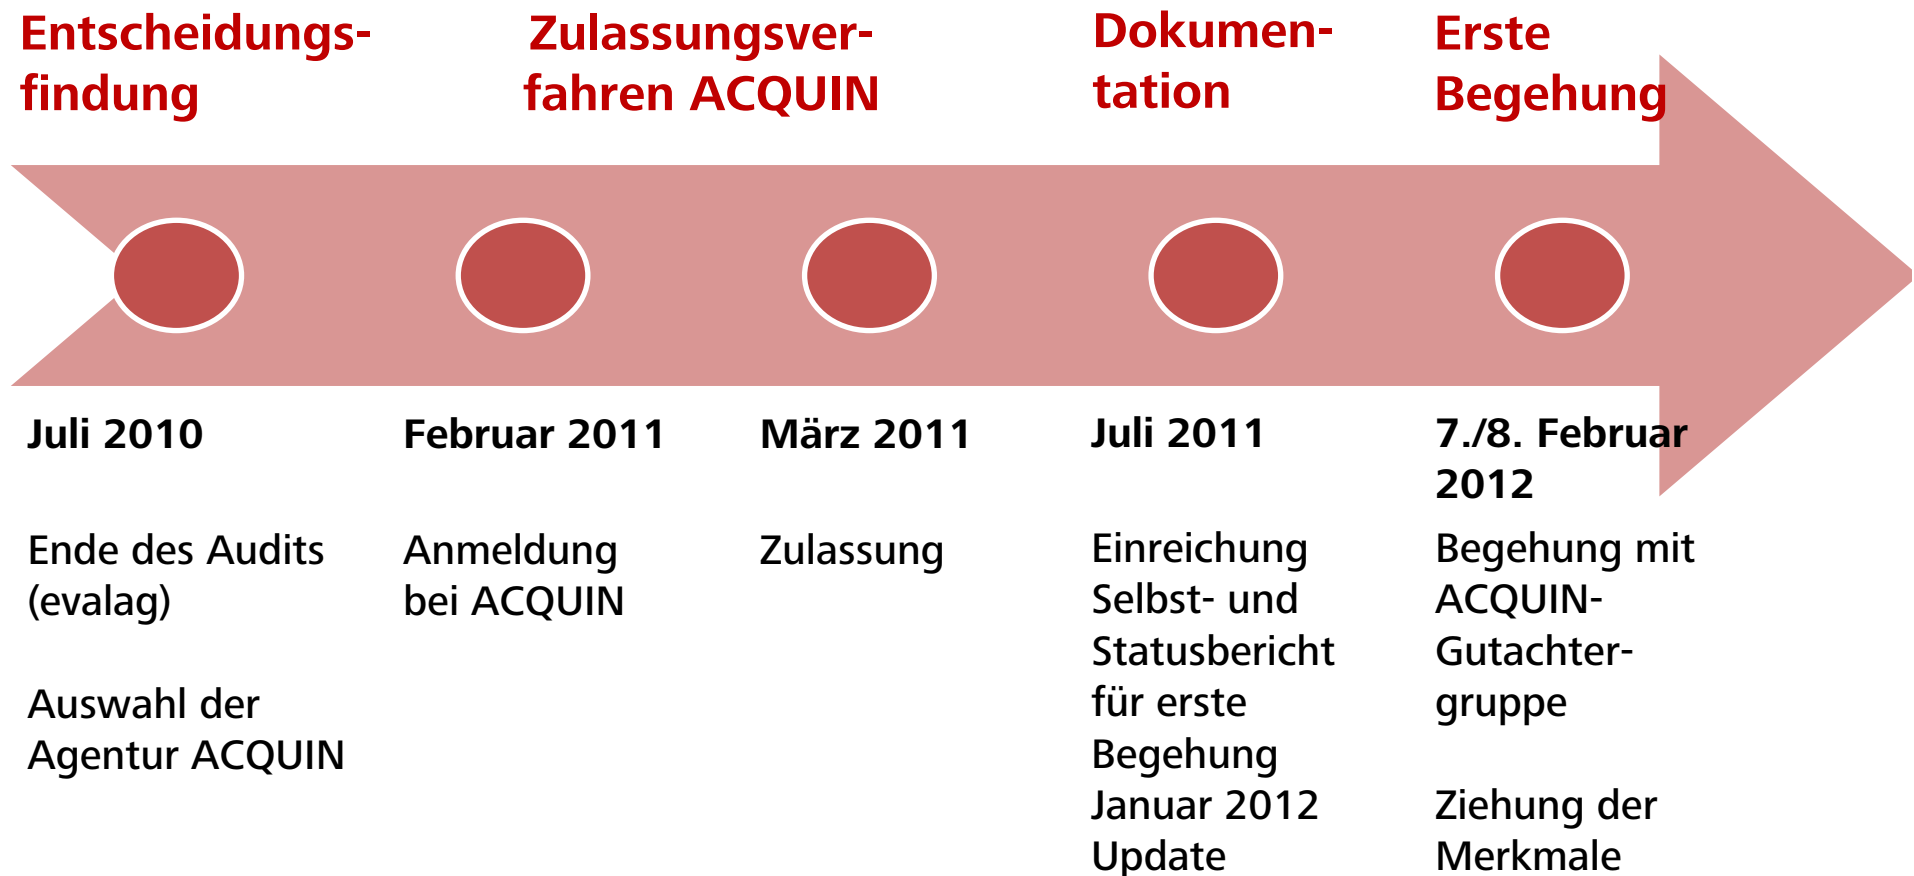 Entscheidungs-
findung
Zulassungsver-
fahren ACQUIN
Dokumen-
tation
Erste
Begehung
Juli 2010
Ende des Audits
(evalag)
Auswahl der
Agentur ACQUIN
Februar 2011
Anmeldung
bei ACQUIN
März 2011
Zulassung
Juli 2011
Einreichung
Selbst- und
Statusbericht
für erste
Begehung
Januar 2012
Update
7./8. Februar
2012
Begehung mit
ACQUIN-
Gutachter-
gruppe
Ziehung der
Merkmale